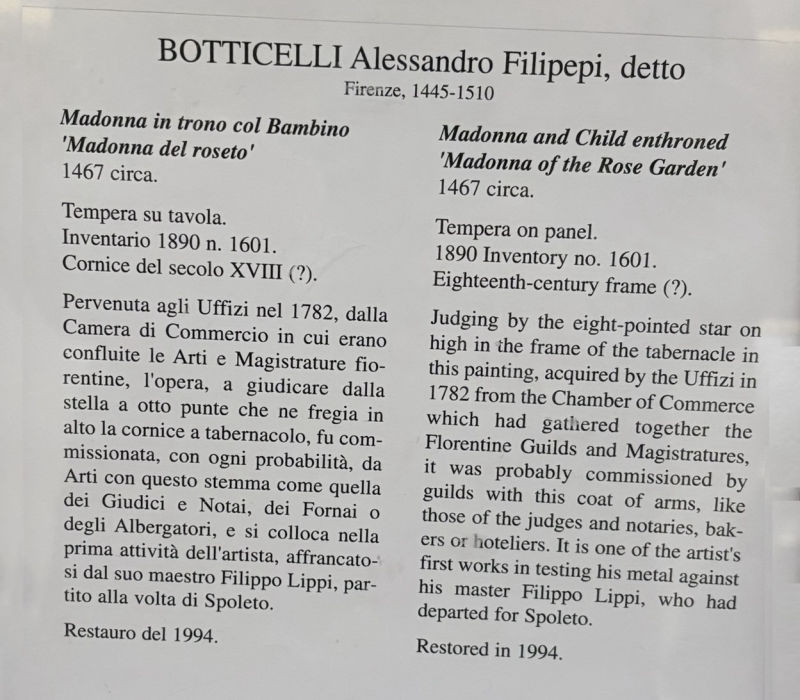 BOTTICELLI Alessandro Filipepi, detto
Firenze, 1445-1510
Madonna in trono col Bambino
'Madonna del roseto'
1467 circa.
Tempera su tavola.
Inventario 1890 n. 1601.
Cornice del secolo XVIII (?).
Pervenuta agli Uffizi nel 1782, dalla
Camera di Commercio in cui erano
confluite le Arti e Magistrature fio-
rentine, l'opera, a giudicare dalla
stella a otto punte che ne fregia in
alto la cornice a tabernacolo, fu com-
missionata, con ogni probabilità, da
Arti con questo stemma come quella
dei Giudici e Notai, dei Fornai o
degli Albergatori, e si colloca nella
prima attività dell'artista, affrancato-
si dal suo maestro Filippo Lippi, par-
tito alla volta di Spoleto.
Restauro del 1994.
Madonna and Child enthroned
'Madonna of the Rose Garden'
1467 circa.
Tempera on panel.
1890 Inventory no. 1601.
Eighteenth-century frame (?).
Judging by the eight-pointed star on
high in the frame of the tabernacle in
this painting, acquired by the Uffizi in
1782 from the Chamber of Commerce
which had gathered together the
Florentine Guilds and Magistratures,
it was probably commissioned by
guilds with this coat of arms, like
those of the judges and notaries, bak-
ers or hoteliers. It is one of the artist's
first works in testing his metal against
his master Filippo Lippi, who had
departed for Spoleto.
Restored in 1994.